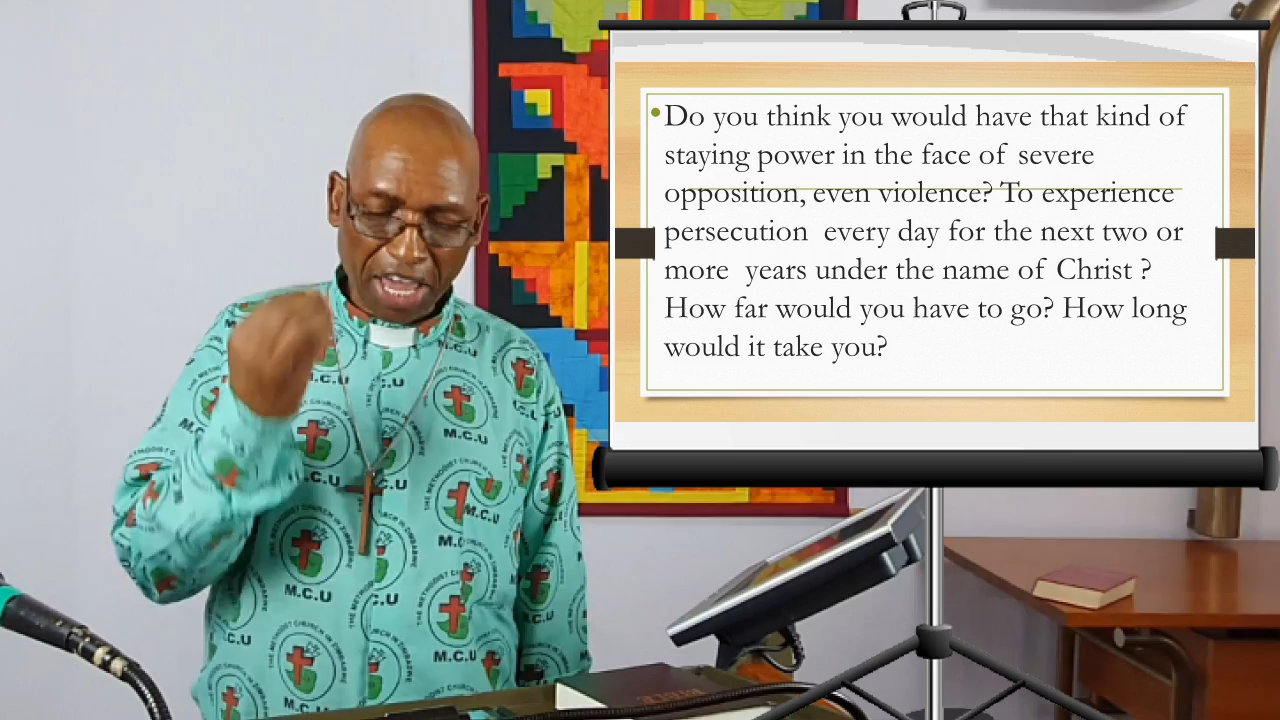 •Do you think you would have that kind of
staying power in the face of severe
opposition, even violence? To experience
persecution every day for the next two or
more years under the name of Christ ?
How far would you have to go? How long
would it take you?
THE METHODIST CHURCH IN ZIMBABWE
M.C.U
BIBLE